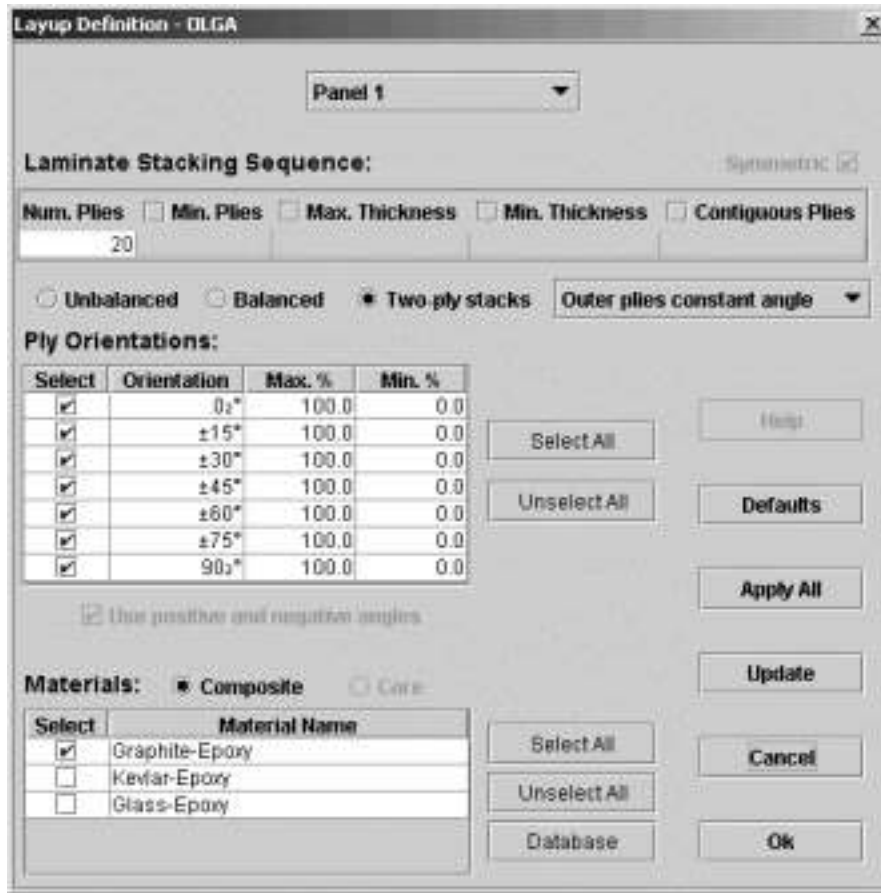 Layup Definition - OLGA
Panel 1
Laminate Stacking Sequence: Symmetric
Num. Plies Min. Plies Max. Thickness Min. Thickness Contiguous Plies
20
Unbalanced Balanced Two-ply stacks Outer plies constant angle
Ply Orientations:
Select Orientation Max. % Min. %
0₂° 100.0 0.0
±15° 100.0 0.0
±30° 100.0 0.0
±45° 100.0 0.0
±60° 100.0 0.0
±75° 100.0 0.0
90₂° 100.0 0.0
Select All
Unselect All
Use positive and negative angles
Help
Defaults
Apply All
Update
Cancel
Ok
Materials: Composite Core
Select Material Name
Graphite-Epoxy
Kevlar-Epoxy
Glass-Epoxy
Select All
Unselect All
Database